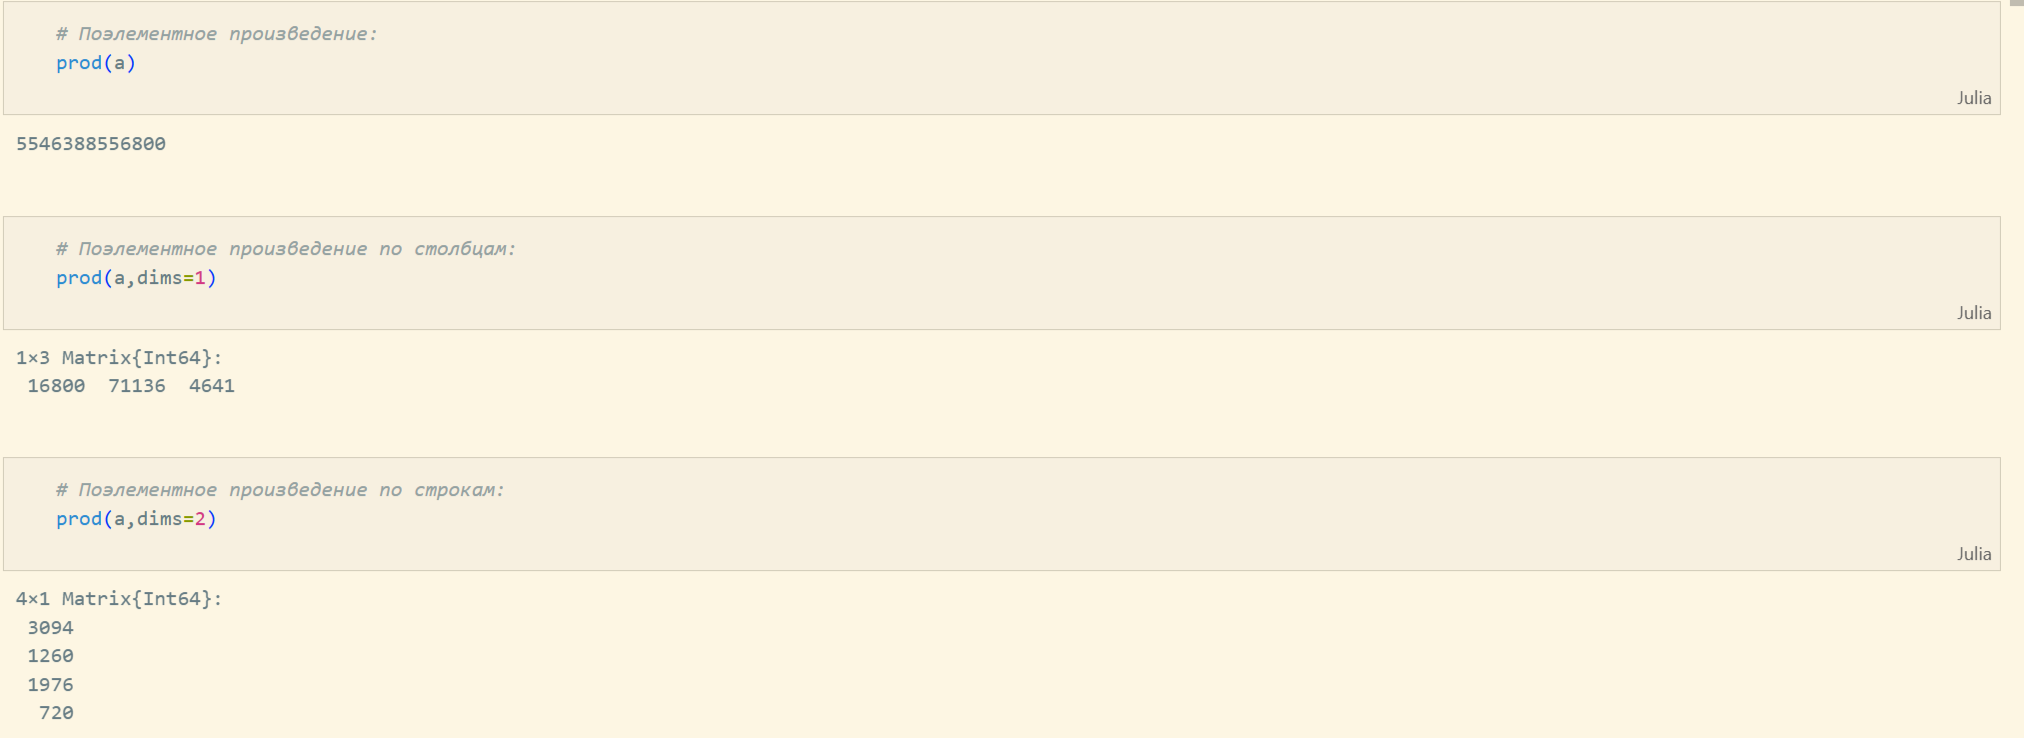 # Поэлементное произведение:
prod(a)
Julia
5546388556800
# Поэлементное произведение по столбцам:
prod(a,dims=1)
Julia
1×3 Matrix{Int64}:
16800  71136  4641
# Поэлементное произведение по строкам:
prod(a,dims=2)
Julia
4×1 Matrix{Int64}:
3094
1260
1976
720